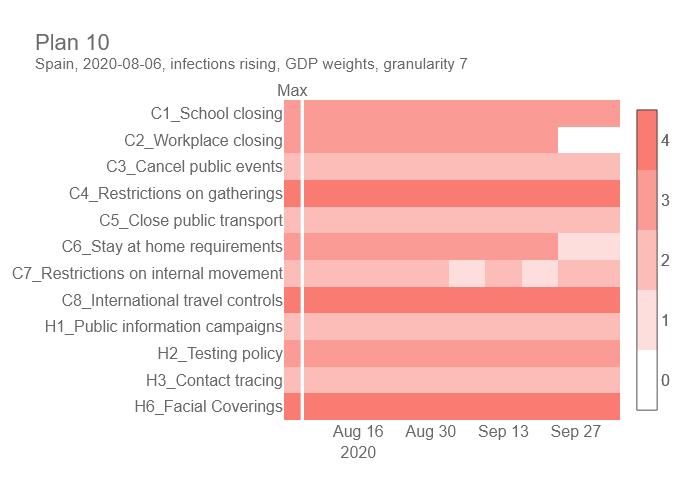 Plan 10
Spain, 2020-08-06, infections rising, GDP weights, granularity 7
Max
C1_School closing
C2_Workplace closing
C3_Cancel public events
C4_Restrictions on gatherings
C5_Close public transport
C6_Stay at home requirements
C7_Restrictions on internal movement
C8_International travel controls
H1_Public information campaigns
H2_Testing policy
H3_Contact tracing
H6_Facial Coverings
4
3
2
1
0
Aug 16 Aug 30 Sep 13 Sep 27
2020